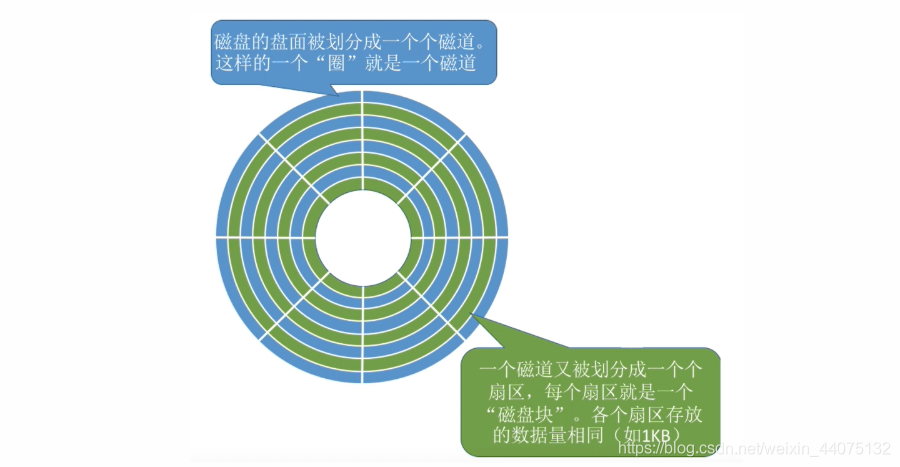 磁盘的盘面被划分成一个个磁道。
这样的一个“圈”就是一个磁道
一个磁道又被划分成一个个
扇区，每个扇区就是一个
“磁盘块”。各个扇区存放
的数据量相同（如1KB）
https://blog.csdn.net/weixin_44075132